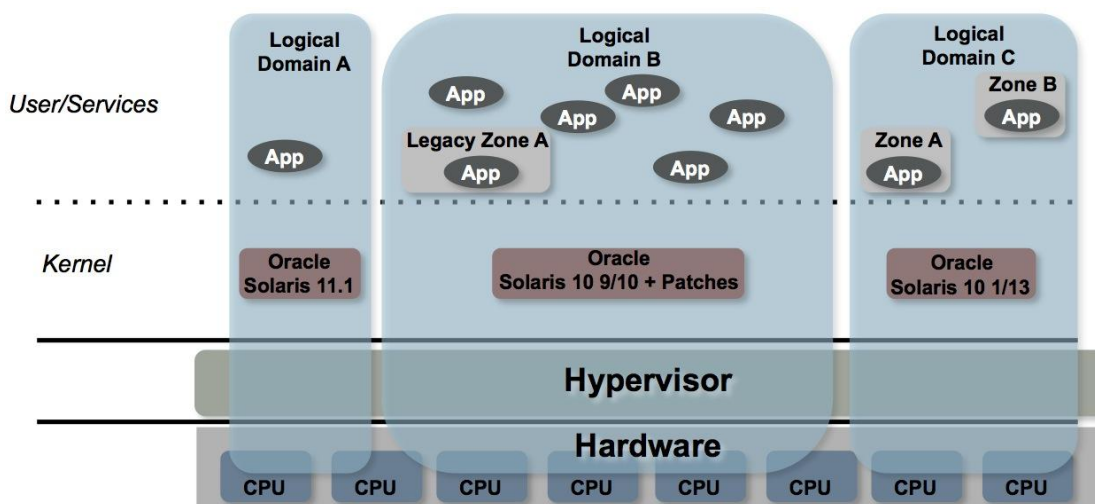 Logical
Domain A
Logical
Domain B
Logical
Domain C
User/Services
App
App
App
App
App
App
Legacy Zone A
App
Zone B
App
Zone A
App
Kernel
Oracle
Solaris 11.1
Oracle
Solaris 10 9/10 + Patches
Oracle
Solaris 10 1/13
Hypervisor
Hardware
CPU
CPU
CPU
CPU
CPU
CPU
CPU
CPU